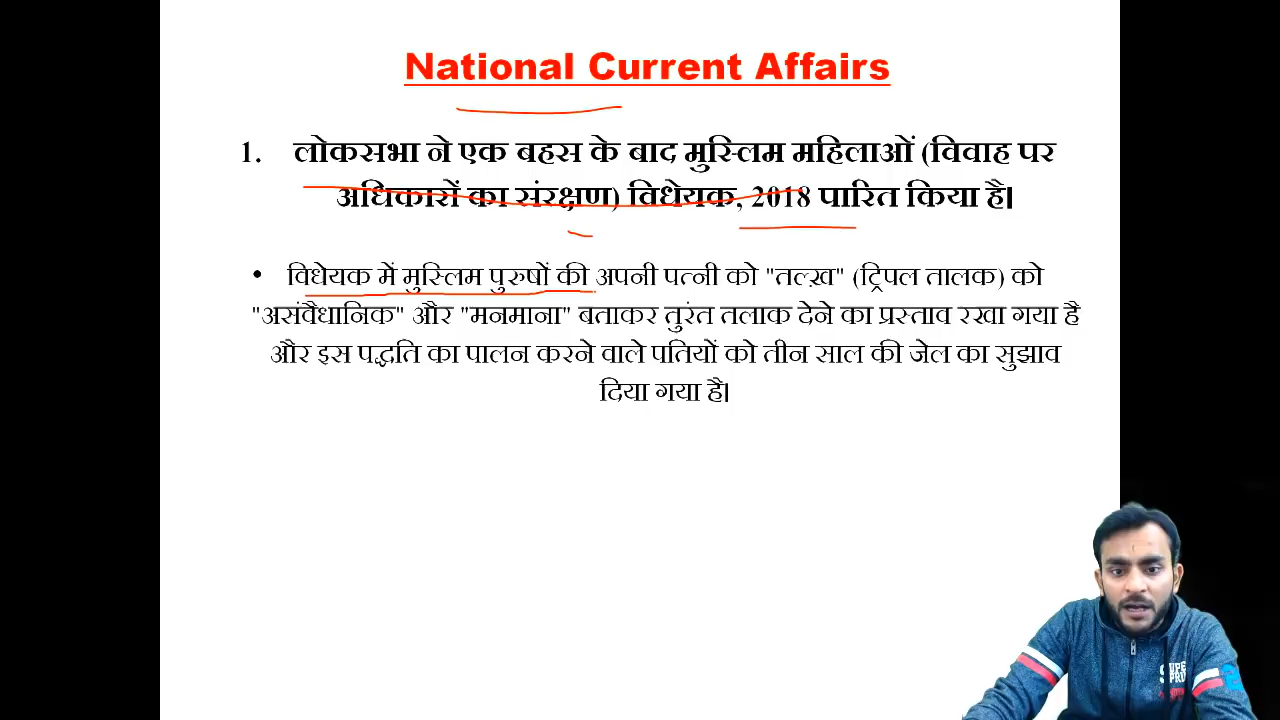 National Current Affairs
1. लोकसभा ने एक बहस के बाद मुस्लिम महिलाओं (विवाह पर
अधिकारों का संरक्षण) विधेयक, 2018 पारित किया है।
• विधेयक में मुस्लिम पुरुषों की अपनी पत्नी को "तल्ख़" (ट्रिपल तालक) को
"असंवैधानिक" और "मनमाना" बताकर तुरंत तलाक देने का प्रस्ताव रखा गया है
और इस पद्धति का पालन करने वाले पतियों को तीन साल की जेल का सुझाव
दिया गया है।